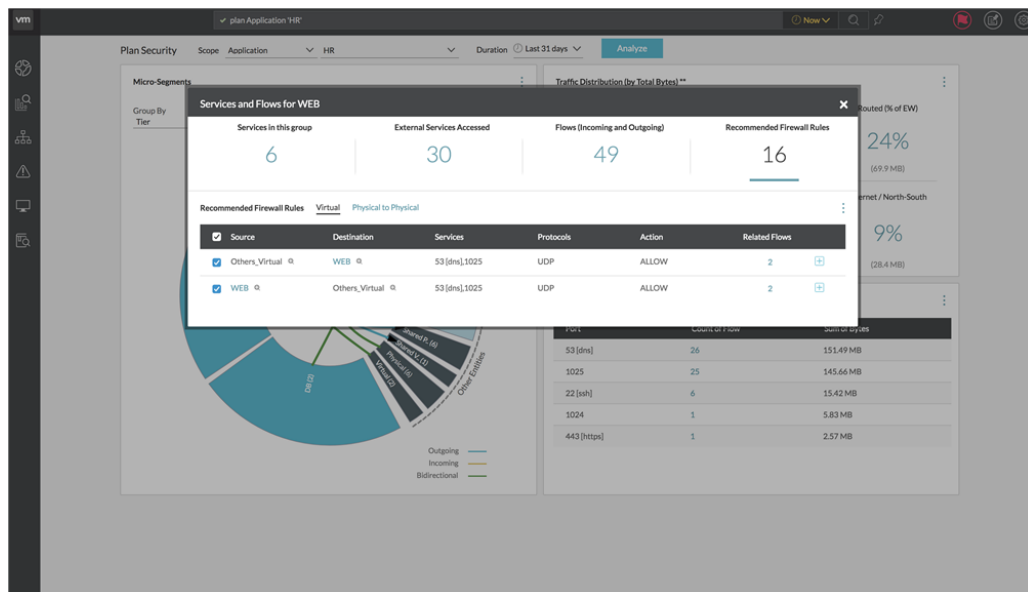 vm
plan Application 'HR'
Now
Plan Security Scope Application HR Duration Last 31 days Analyze
Micro-Segments
Group By
Tier
Traffic Distribution (by Total Bytes) **
Routed (% of EW)
24%
(69.9 MB)
ernet / North-South
9%
(28.4 MB)
Services and Flows for WEB
Services in this group External Services Accessed Flows (Incoming and Outgoing) Recommended Firewall Rules
6 30 49 16
Recommended Firewall Rules Virtual Physical to Physical
Source Destination Services Protocols Action Related Flows
Others_Virtual WEB 53 [dns],1025 UDP ALLOW 2
WEB Others_Virtual 53 [dns],1025 UDP ALLOW 2
Shared P.. (6)
Shared V.. (1)
Physical (6)
Virtual (2)
DB (2)
Other Entities
Outgoing
Incoming
Bidirectional
Port Count of Flow Sum of Bytes
53 [dns] 26 151.49 MB
1025 25 145.66 MB
22 [ssh] 6 15.42 MB
1024 1 5.83 MB
443 [https] 1 2.57 MB